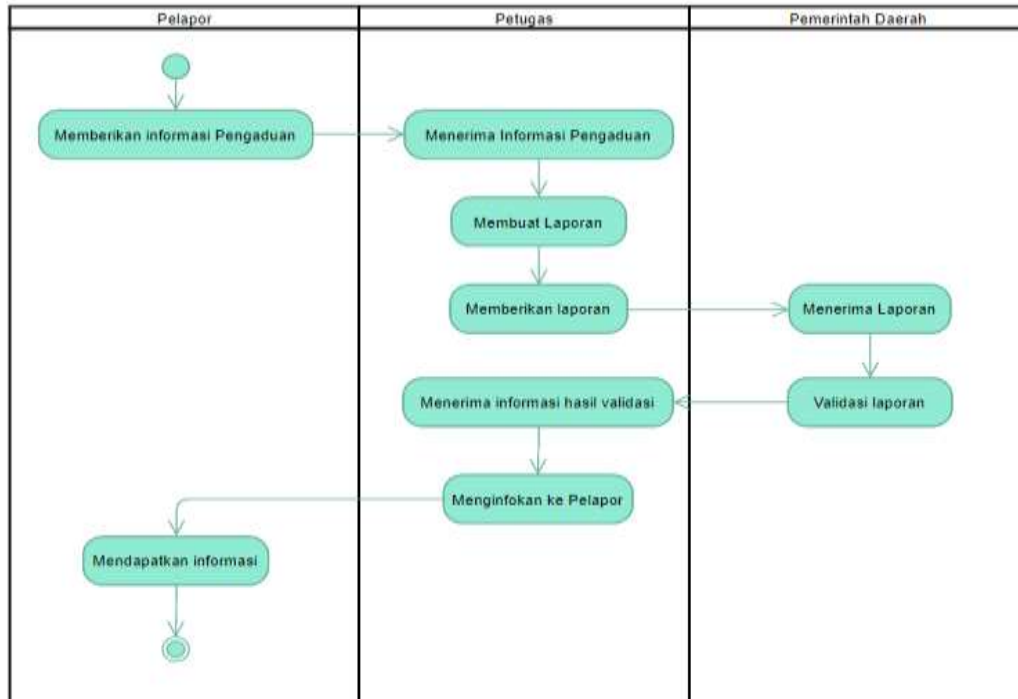 Pelapor
Petugas
Pemerintah Daerah
Memberikan informasi Pengaduan
Menerima Informasi Pengaduan
Membuat Laporan
Memberikan laporan
Menerima Laporan
Menerima informasi hasil validasi
Validasi laporan
Menginfokan ke Pelapor
Mendapatkan informasi